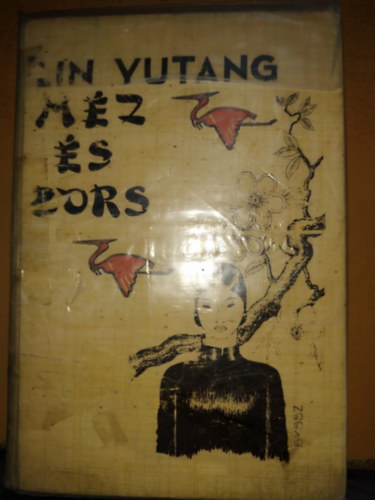 LIN YUTANG
MÉZ
ÉS
BORS